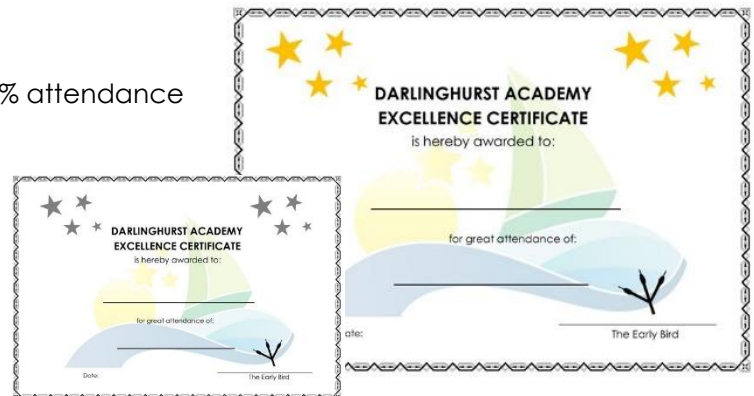 % attendance
DARLINGHURST ACADEMY
EXCELLENCE CERTIFICATE
is hereby awarded to:
for great attendance of:
ate:
The Early Bird
DARLINGHURST ACADEMY
EXCELLENCE CERTIFICATE
is hereby awarded to:
for great attendance of:
Date:
The Early Bird